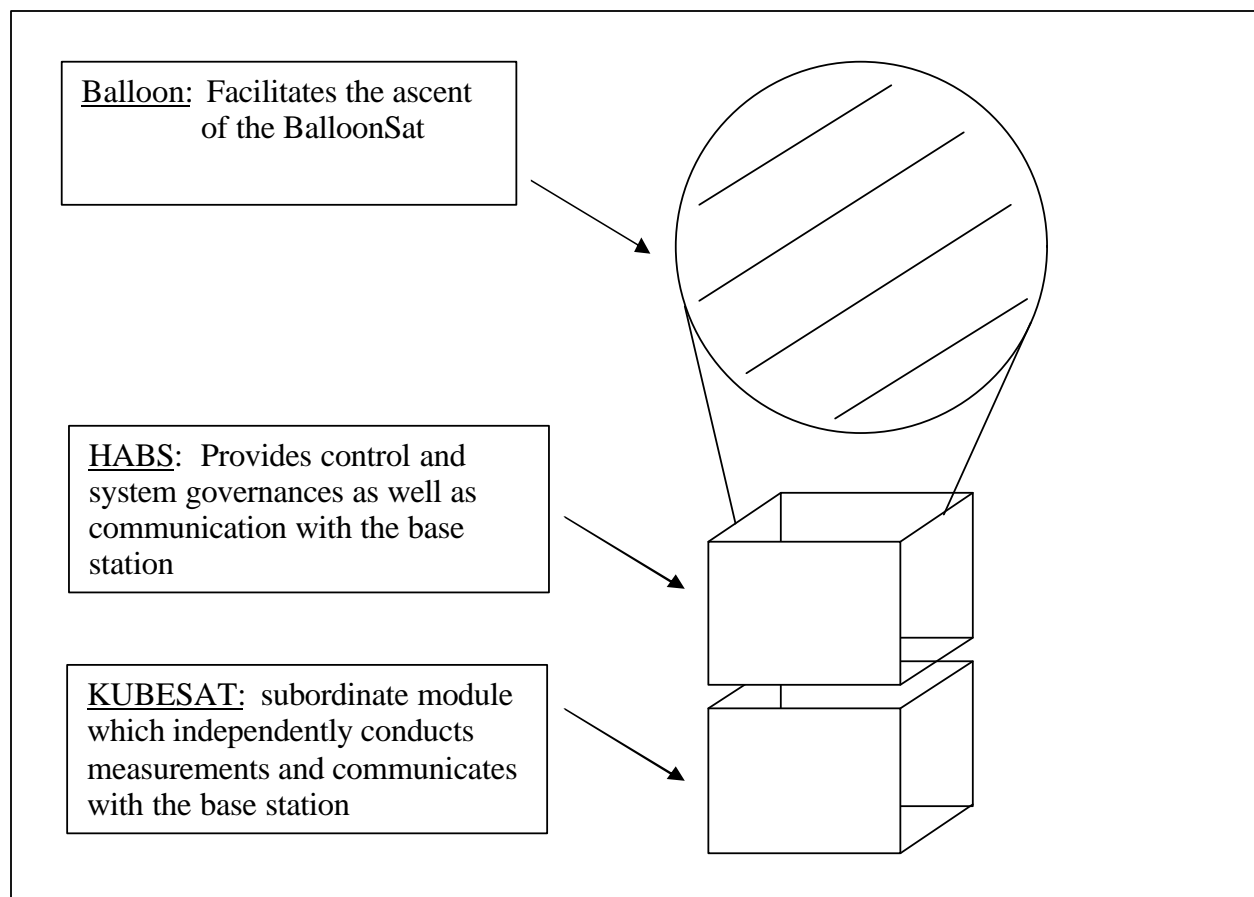 Balloon: Facilitates the ascent
of the BalloonSat
HABS: Provides control and
system governances as well as
communication with the base
station
KUBESAT: subordinate module
which independently conducts
measurements and communicates
with the base station